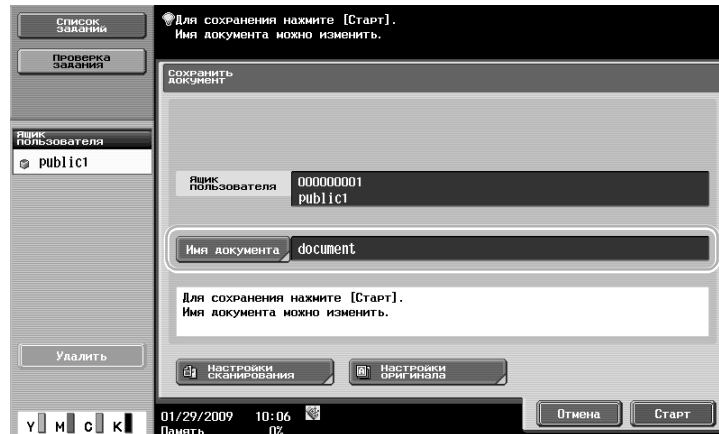 Список
заданий
Для сохранения нажмите [Старт].
Имя документа можно изменить.
Проверка
задания
Сохранить
документ
Ящик
пользователя
public1
Ящик
пользователя
000000001
public1
Имя документа
document
Для сохранения нажмите [Старт].
Имя документа можно изменить.
Удалить
Настройки
сканирования
Настройки
оригинала
Y M C K
01/29/2009 10:06
Память 0%
Отмена
Старт